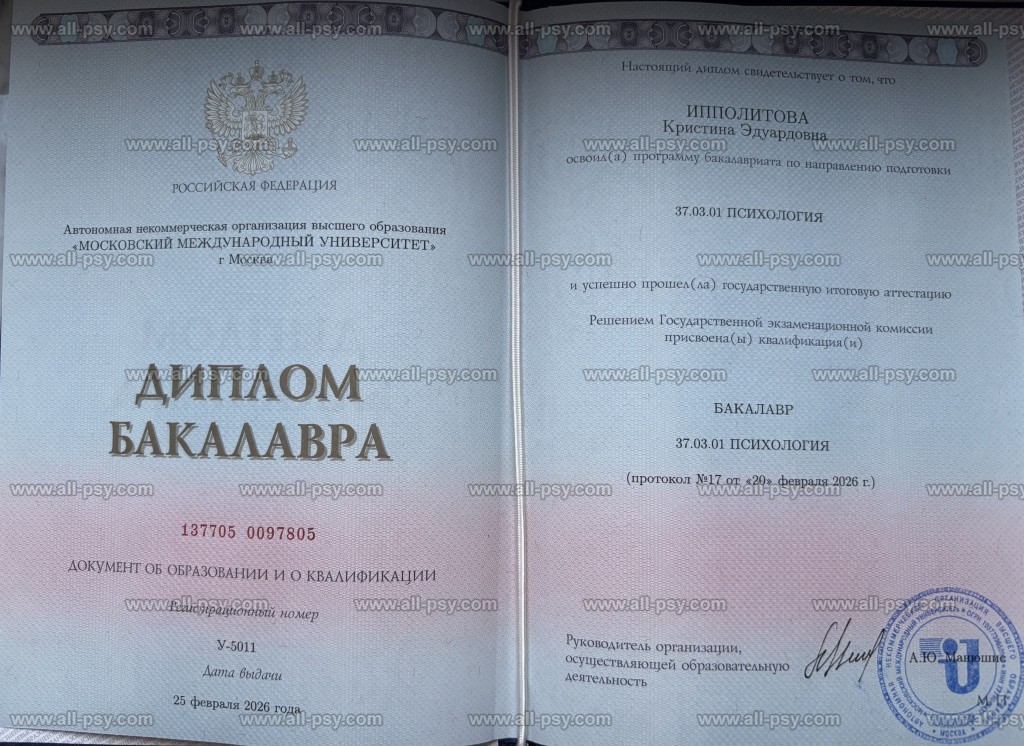 РОССИЙСКАЯ ФЕДЕРАЦИЯ
Автономная некоммерческая организация высшего образования
«МОСКОВСКИЙ МЕЖДУНАРОДНЫЙ УНИВЕРСИТЕТ»
г Москва
ДИПЛОМ
БАКАЛАВРА
137705 0097805
ДОКУМЕНТ ОБ ОБРАЗОВАНИИ И О КВАЛИФИКАЦИИ
Регистрационный номер
У-5011
Дата выдачи
25 февраля 2026 года
Настоящий диплом свидетельствует о том, что
ИППОЛИТОВА
Кристина Эдуардовна
освоил(а) программу бакалавриата по направлению подготовки
37.03.01 ПСИХОЛОГИЯ
и успешно прошел(ла) государственную итоговую аттестацию
Решением Государственной экзаменационной комиссии
присвоена(ы) квалификация(и)
БАКАЛАВР
37.03.01 ПСИХОЛОГИЯ
(протокол №17 от «20» февраля 2026 г.)
Руководитель организации,
осуществляющей образовательную
деятельность
А.Ю. Манюшис
М.П.
www.all-psy.com